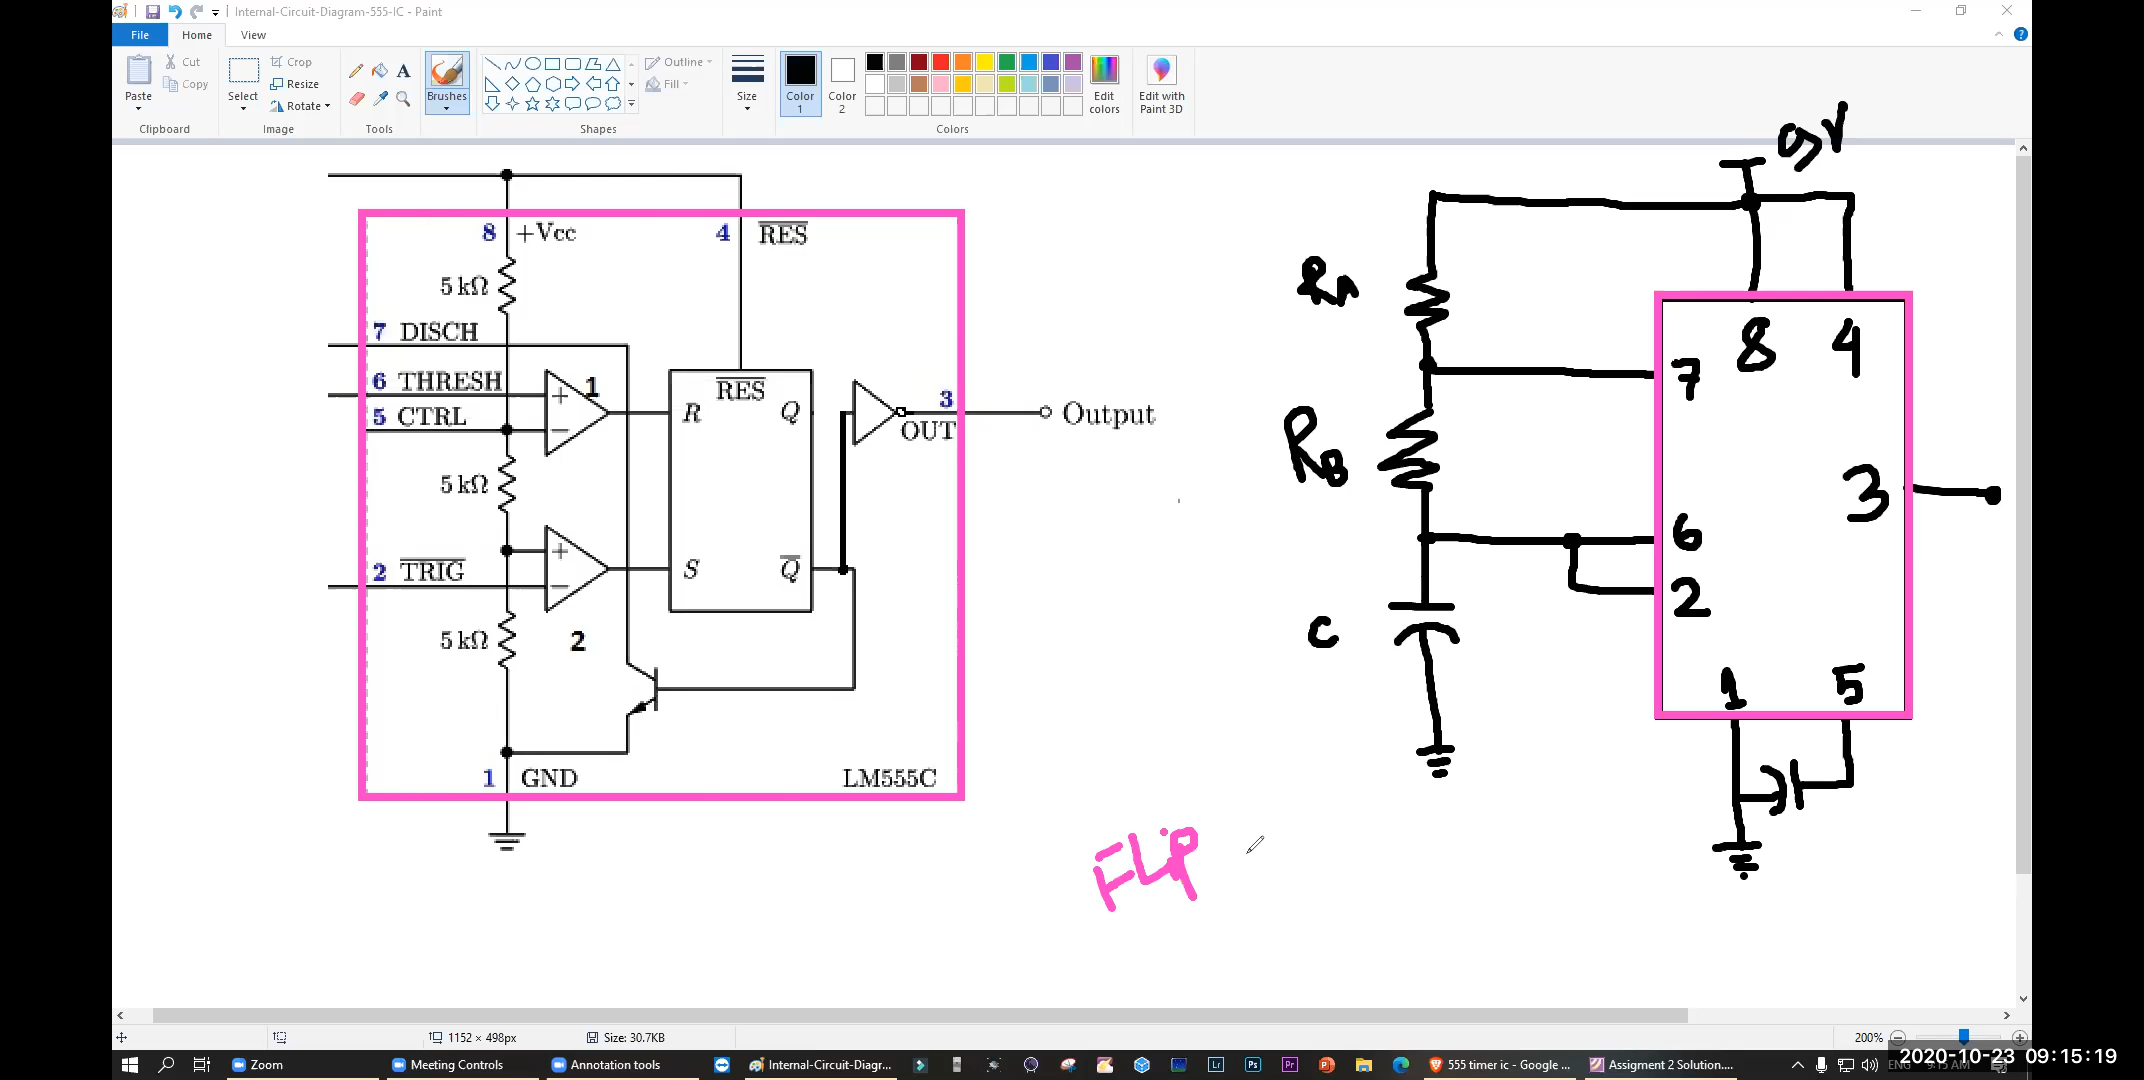 Internal-Circuit-Diagram-555-IC - Paint
File Home View
Paste Cut Copy
Clipboard
Select Crop Resize Rotate
Image
Tools
Brushes
Outline Fill
Shapes
Size
Color 1
Color 2
Edit colors
Colors
Edit with Paint 3D
8 +Vcc
4 RES
5 kΩ
7 DISCH
6 THRESH
5 CTRL
1
+
−
RES
R Q
3
OUT
Output
5 kΩ
+
−
2 TRIG
S Q
5 kΩ
2
1 GND
LM555C
RA
RB
C
8 4
7
3
6
2
1 5
FLIP
1152 × 498px
Size: 30.7KB
200%
Zoom
Meeting Controls
Annotation tools
Internal-Circuit-Diagr...
Lr
Ps
Pr
555 timer ic - Google ...
Assigment 2 Solution....
2020-10-23 09:15:19